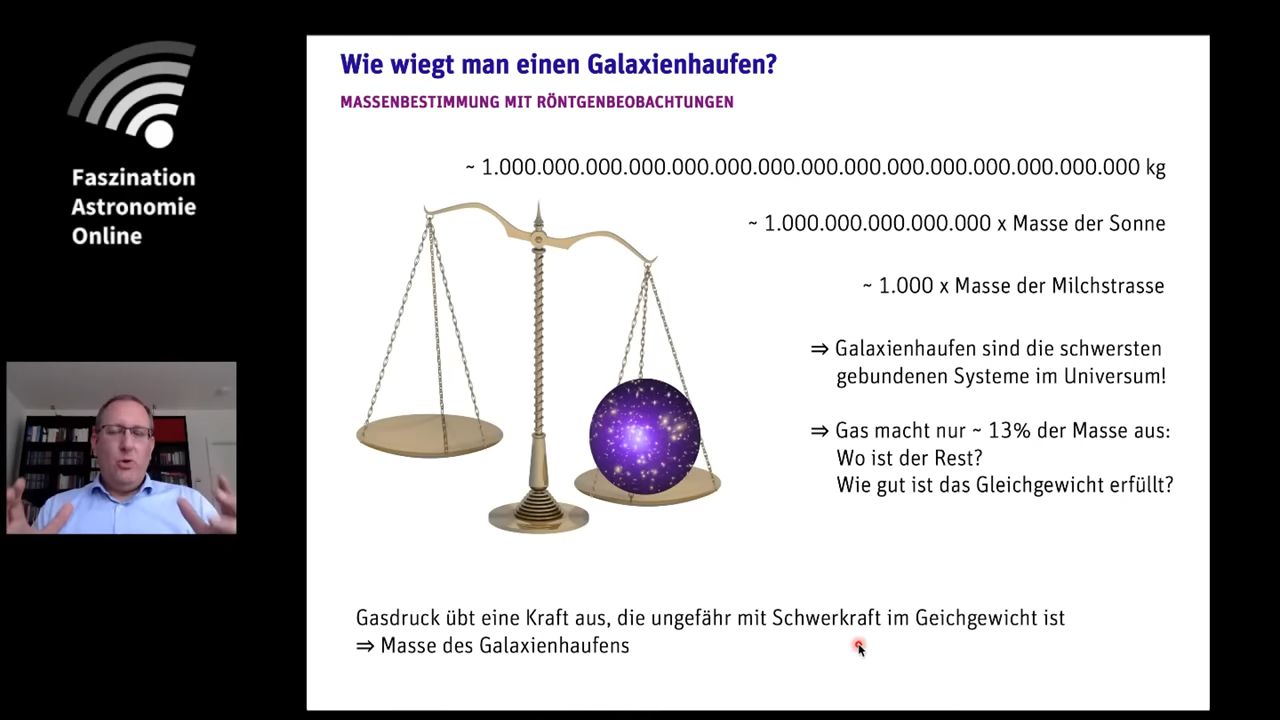 Faszination
Astronomie
Online
Wie wiegt man einen Galaxienhaufen?
MASSENBESTIMMUNG MIT RÖNTGENBEOBACHTUNGEN
~ 1.000.000.000.000.000.000.000.000.000.000.000.000.000.000.000 kg
~ 1.000.000.000.000.000 x Masse der Sonne
~ 1.000 x Masse der Milchstrasse
⇒ Galaxienhaufen sind die schwersten
gebundenen Systeme im Universum!
⇒ Gas macht nur ~ 13% der Masse aus:
Wo ist der Rest?
Wie gut ist das Gleichgewicht erfüllt?
Gasdruck übt eine Kraft aus, die ungefähr mit Schwerkraft im Geichgewicht ist
⇒ Masse des Galaxienhaufens